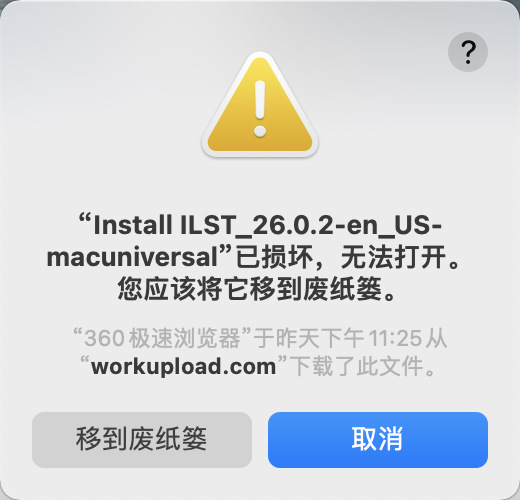 ?
“Install ILST_26.0.2-en_US-
macuniversal”已损坏，无法打开。
您应该将它移到废纸篓。
“360极速浏览器”于昨天下午 11:25 从
“workupload.com”下载了此文件。
移到废纸篓
取消